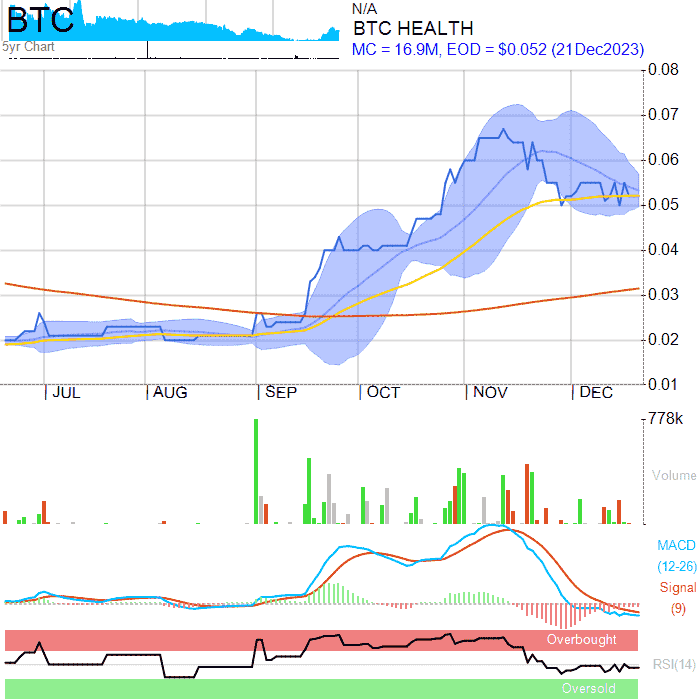 BTC
5yr Chart
N/A
BTC HEALTH
MC = 16.9M, EOD = $0.052 (21Dec2023)
0.08
0.07
0.06
0.05
0.04
0.03
0.02
0.01
JUL AUG SEP OCT NOV DEC
778k
Volume
MACD
(12-26)
Signal
(9)
Overbought
RSI(14)
Oversold